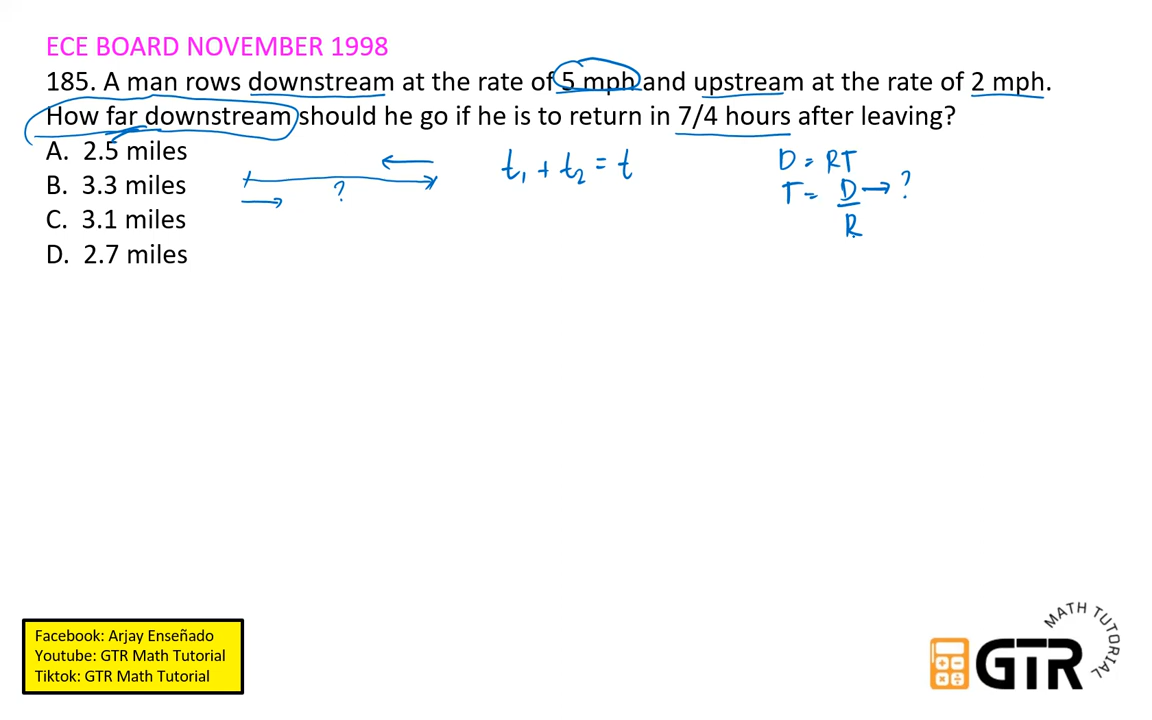 ECE BOARD NOVEMBER 1998
185. A man rows downstream at the rate of 5 mph and upstream at the rate of 2 mph.
How far downstream should he go if he is to return in 7/4 hours after leaving?
A. 2.5 miles
B. 3.3 miles
C. 3.1 miles
D. 2.7 miles
?
t₁ + t₂ = t
D = RT
T = D/R → ?
Facebook: Arjay Enseñado
Youtube: GTR Math Tutorial
Tiktok: GTR Math Tutorial
GTR
MATH TUTORIAL